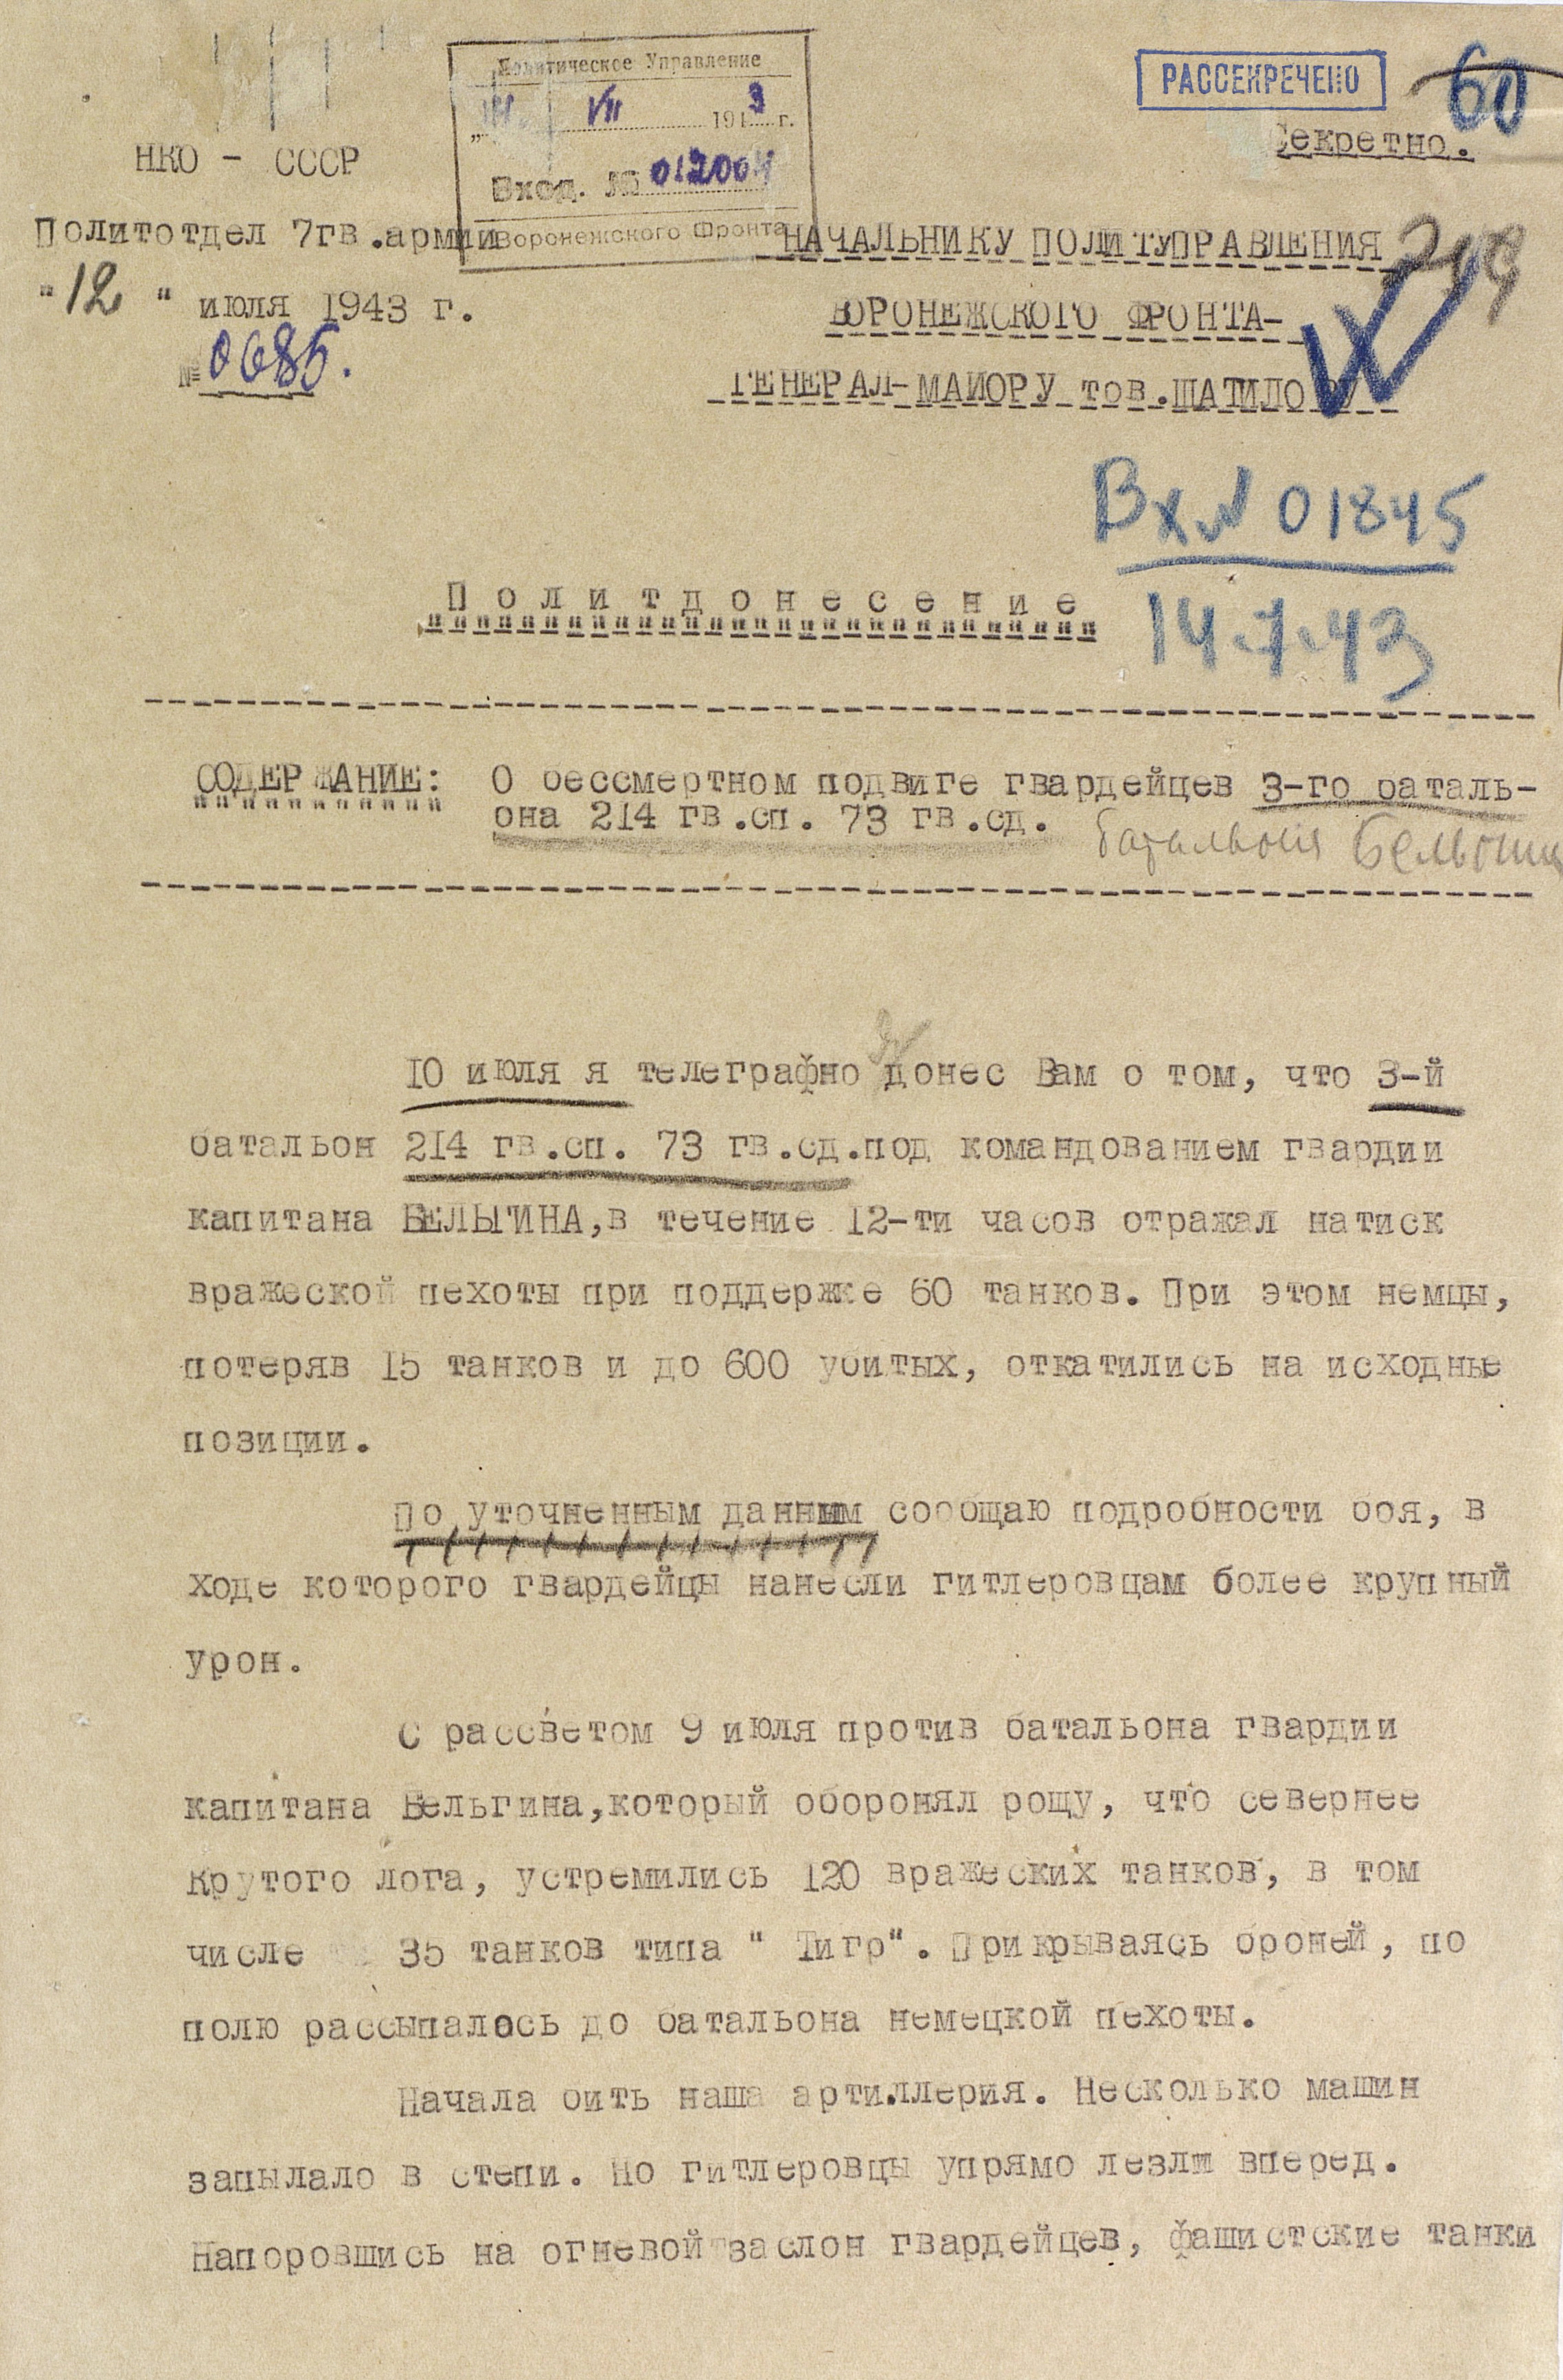 Политическое Управление
РАССЕКРЕЧЕНО
60
VII 1943 г.
Секретно.
НКО - СССР
Вход. № 012004
Политотдел 7гв.армии
Воронежского Фронта
НАЧАЛЬНИКУ ПОЛИТУПРАВЛЕНИЯ
"12" июля 1943 г.
ВОРОНЕЖСКОГО ФРОНТА-
№ 0685.
ГЕНЕРАЛ-МАЙОРУ тов.ШАТИЛОВУ
Вх.N 01845
14.7.43
Политдонесение
СОДЕРЖАНИЕ: О бессмертном подвиге гвардейцев 3-го баталь-
она 214 гв.сп. 73 гв.сд.
батальона
10 июля я телеграфно донес Вам о том, что 3-й
батальон 214 гв.сп. 73 гв.сд.под командованием гвардии
капитана БЕЛЬГИНА,в течение 12-ти часов отражал натиск
вражеской пехоты при поддержке 60 танков. При этом немцы,
потеряв 15 танков и до 600 убитых, откатились на исходные
позиции.
По уточненным данным сообщаю подробности боя, в
ходе которого гвардейцы нанесли гитлеровцам более крупный
урон.
С рассветом 9 июля против батальона гвардии
капитана Бельгина,который оборонял рощу, что севернее
Крутого лога, устремились 120 вражеских танков, в том
числе 35 танков типа " Тигр". Прикрываясь броней, по
полю рассыпалось до батальона немецкой пехоты.
Начала бить наша артиллерия. Несколько машин
запылало в степи. Но гитлеровцы упрямо лезли вперед.
Напоровшись на огневой заслон гвардейцев, фашистские танки